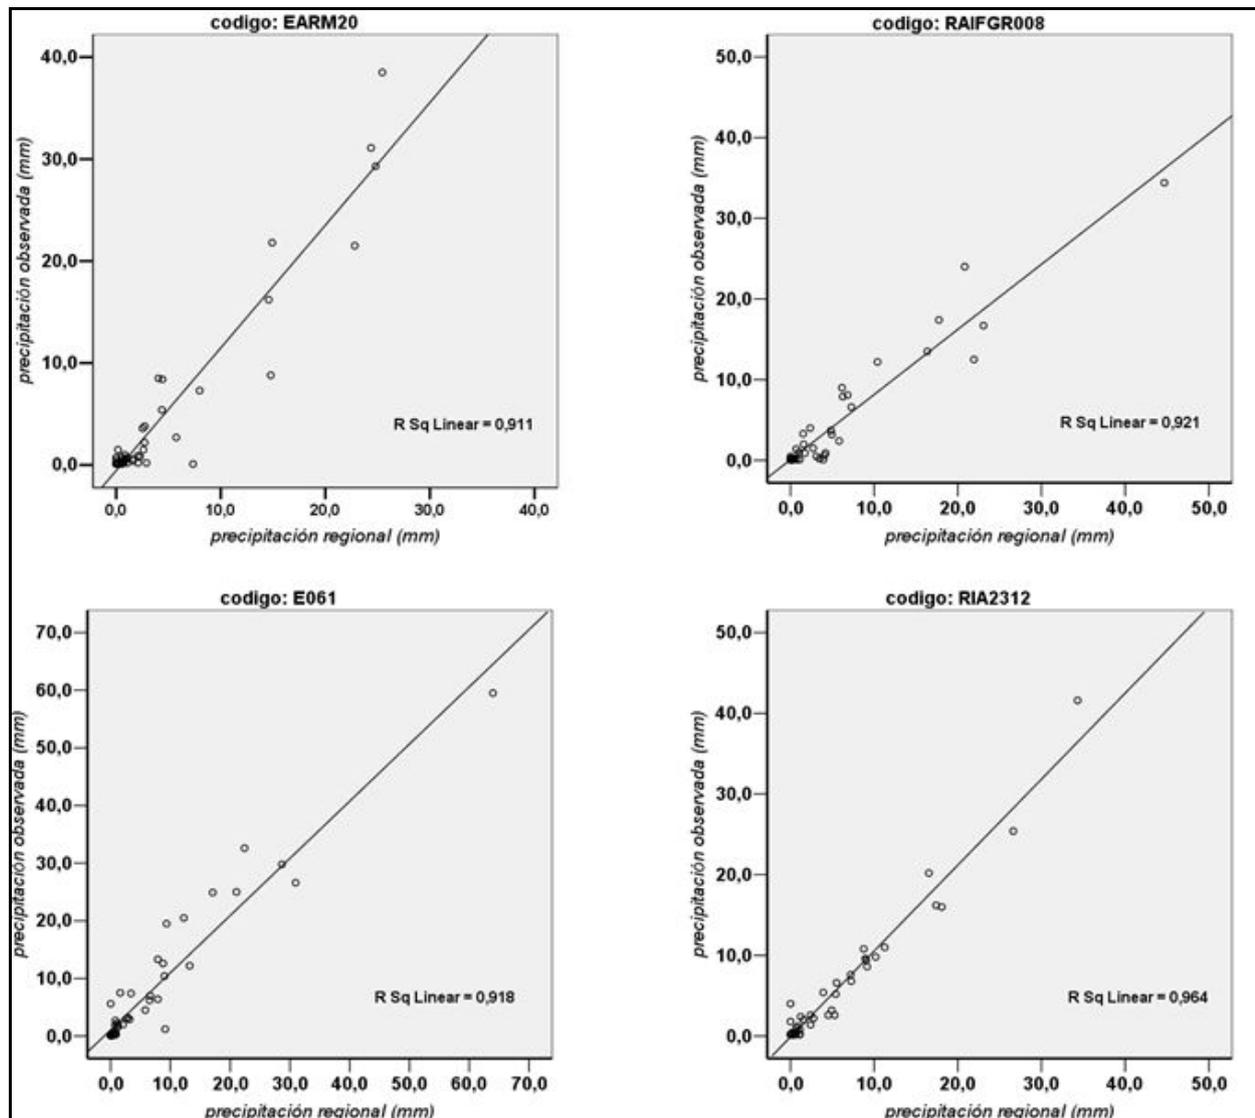 codigo: EARM20
40,0
30,0
20,0
10,0
0,0
precipitación observada (mm)
R Sq Linear = 0,911
0,0 10,0 20,0 30,0 40,0
precipitación regional (mm)
codigo: RAIFGR008
50,0
40,0
30,0
20,0
10,0
0,0
precipitación observada (mm)
R Sq Linear = 0,921
0,0 10,0 20,0 30,0 40,0 50,0
precipitación regional (mm)
codigo: E061
70,0
60,0
50,0
40,0
30,0
20,0
10,0
0,0
precipitación observada (mm)
R Sq Linear = 0,918
0,0 10,0 20,0 30,0 40,0 50,0 60,0 70,0
precipitación regional (mm)
codigo: RIA2312
50,0
40,0
30,0
20,0
10,0
0,0
precipitación observada (mm)
R Sq Linear = 0,964
0,0 10,0 20,0 30,0 40,0 50,0
precipitación regional (mm)